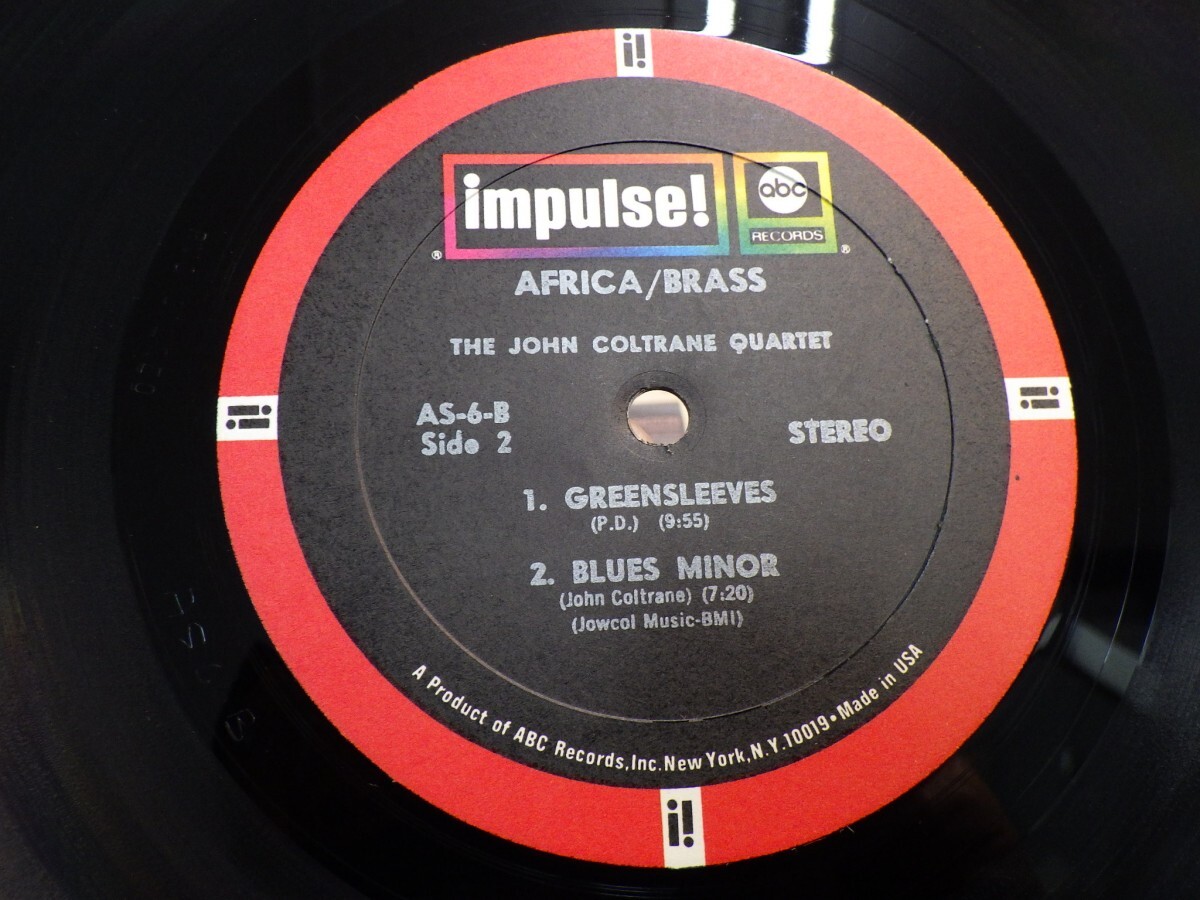 i!
impulse! abc
RECORDS
® ®
AFRICA/BRASS
THE JOHN COLTRANE QUARTET
AS-6-B
Side 2
STEREO
i!
i!
1. GREENSLEEVES
(P.D.) (9:55)
2. BLUES MINOR
(John Coltrane) (7:20)
(Jowcol Music-BMI)
A Product of ABC Records, Inc. New York, N.Y. 10019 • Made in USA
i!